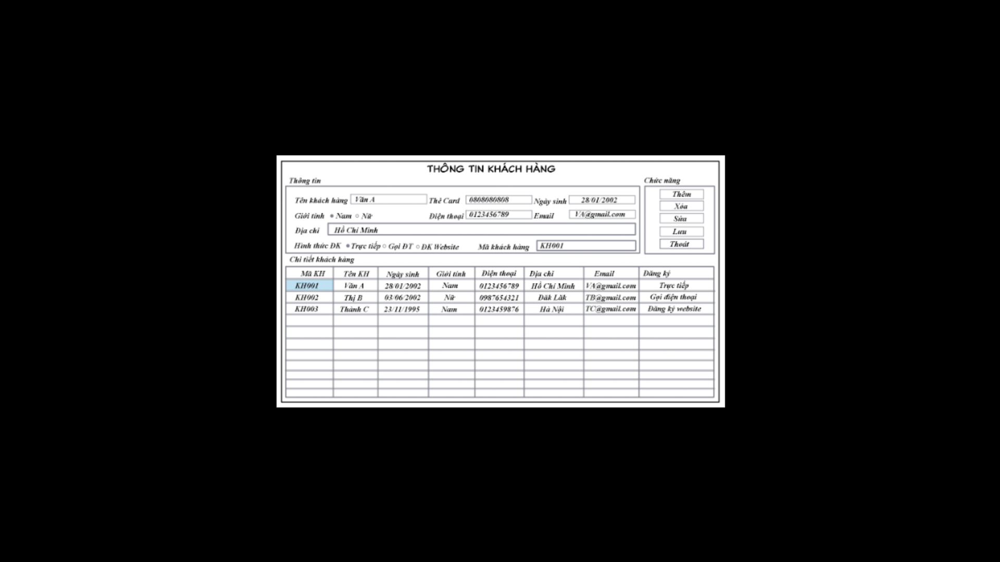 THÔNG TIN KHÁCH HÀNG
Thông tin
Chức năng
Tên khách hàng Văn A Thẻ Card 0808080808 Ngày sinh 28/01/2002
Giới tính Nam Nữ Điện thoại 0123456789 Email VA@gmail.com
Địa chỉ Hồ Chí Minh
Hình thức ĐK Trực tiếp Gọi ĐT ĐK Website Mã khách hàng KH001
Thêm
Xóa
Sửa
Lưu
Thoát
Chi tiết khách hàng
Mã KH Tên KH Ngày sinh Giới tính Điện thoại Địa chỉ Email Đăng ký
KH001 Văn A 28/01/2002 Nam 0123456789 Hồ Chí Minh VA@gmail.com Trực tiếp
KH002 Thị B 03/06/2002 Nữ 0987654321 Đăk Lăk TB@gmail.com Gọi điện thoại
KH003 Thành C 23/11/1995 Nam 0123459876 Hà Nội TC@gmail.com Đăng ký website